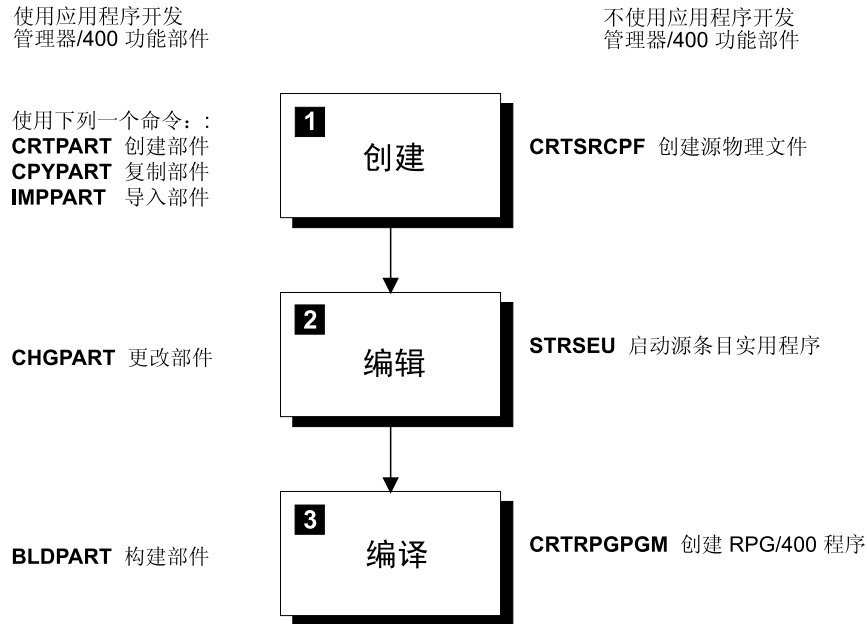 使用应用程序开发
管理器/400 功能部件
不使用应用程序开发
管理器/400 功能部件
使用下列一个命令：:
CRTPART 创建部件
CPYPART 复制部件
IMPPART 导入部件
1
创建
CRTSRCPF 创建源物理文件
CHGPART 更改部件
2
编辑
STRSEU 启动源条目实用程序
BLDPART 构建部件
3
编译
CRTRPGPGM 创建 RPG/400 程序